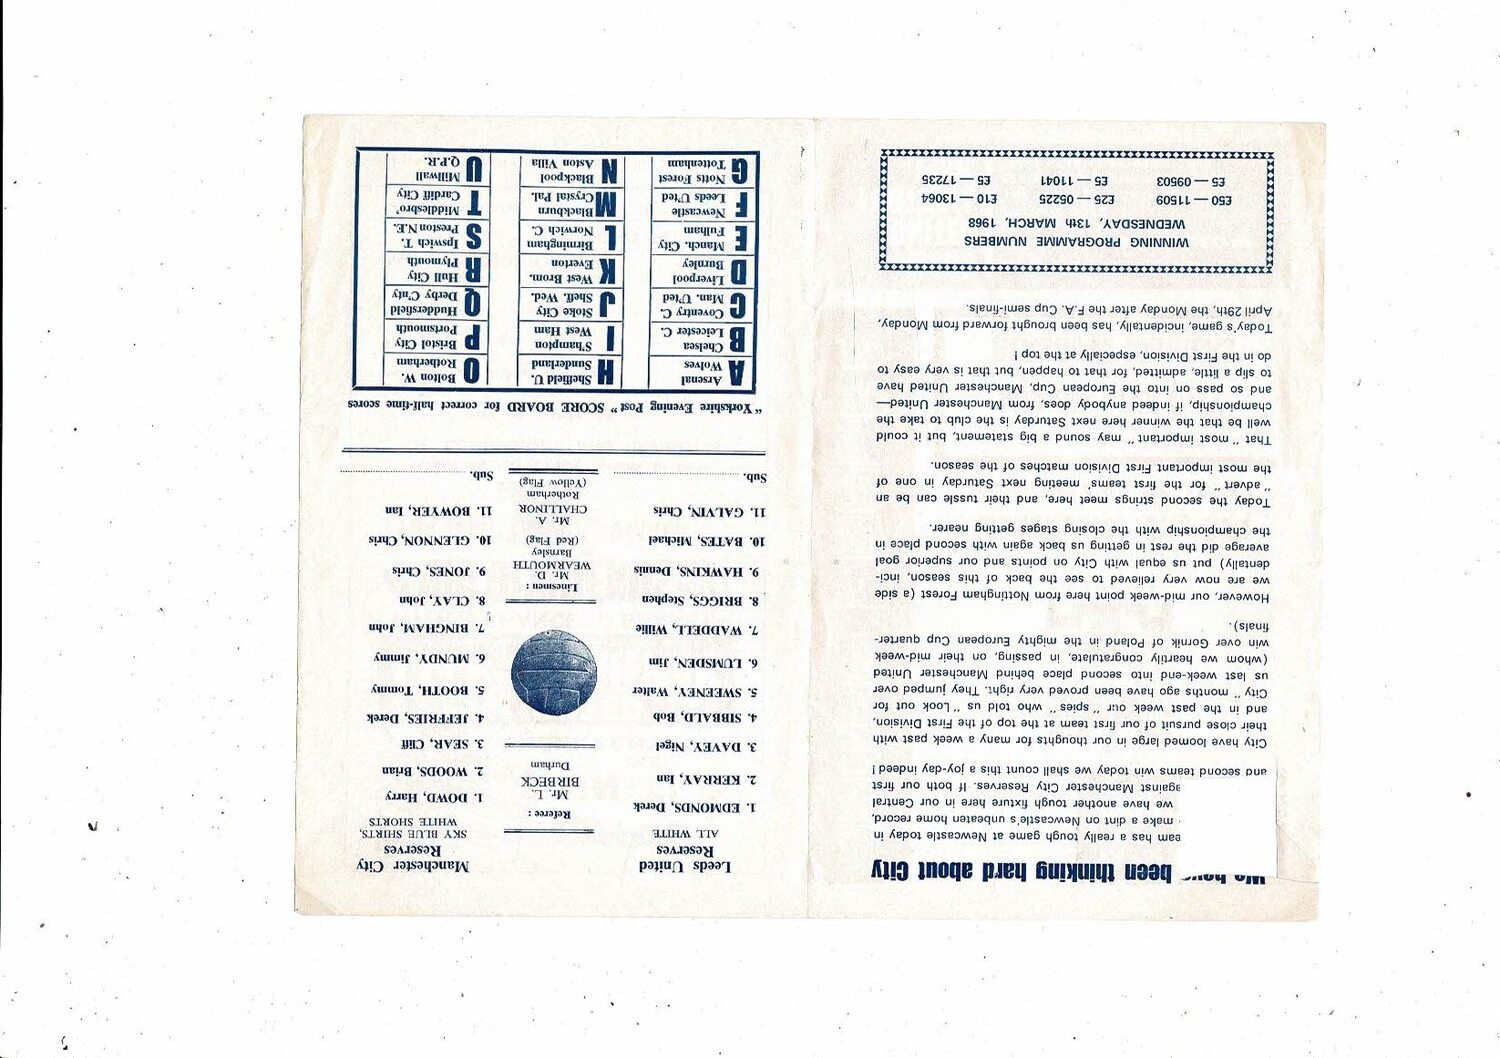 We have been thinking hard about City
eam has a really tough game at Newcastle today in
make a dint on Newcastle's unbeaten home record,
we have another tough fixture here in our Central
against Manchester City Reserves. If both our first
and second teams win today we shall count this a joy-day indeed !
City have loomed large in our thoughts for many a week past with
their close pursuit of our first team at the top of the First Division,
and in the past week our " spies " who told us " Look out for
City " months ago have been proved very right. They jumped over
us last week-end into second place behind Manchester United
(whom we heartily congratulate, in passing, on their mid-week
win over Gornik of Poland in the mighty European Cup quarter-
finals).
However, our mid-week point here from Nottingham Forest (a side
we are now very relieved to see the back of this season, inci-
dentally) put us equal with City on points and our superior goal
average did the rest in getting us back again with second place in
the championship with the closing stages getting nearer.
Today the second strings meet here, and their tussle can be an
" advert " for the first teams' meeting next Saturday in one of
the most important First Division matches of the season.
That " most important " may sound a big statement, but it could
well be that the winner here next Saturday is the club to take the
championship, if indeed anybody does, from Manchester United—
and so pass on into the European Cup, Manchester United have
to slip a little, admitted, for that to happen, but that is very easy to
do in the First Division, especially at the top !
Today's game, incidentally, has been brought forward from Monday,
April 29th, the Monday after the F.A. Cup semi-finals.
WINNING PROGRAMME NUMBERS
WEDNESDAY, 13th MARCH, 1968
£50 — 11509 £25 — 05225 £10 — 13064
£5 — 09503 £5 — 11041 £5 — 17235
Leeds United
Reserves
ALL WHITE
1. EDMONDS, Derek
2. KERRAY, Ian
3. DAVEY, Nigel
4. SIBBALD, Bob
5. SWEENEY, Walter
6. LUMSDEN, Jim
7. WADDELL, Willie
8. BRIGGS, Stephen
9. HAWKINS, Dennis
10. BATES, Michael
11. GALVIN, Chris
Sub. ..............................
Referee :
Mr. L.
BIRBECK
Durham
Linesmen :
Mr. D.
WEARMOUTH
Barnsley
(Red Flag)
Mr. A.
CHALLINOR
Rotherham
(Yellow Flag)
Manchester City
Reserves
SKY BLUE SHIRTS,
WHITE SHORTS
1. DOWD, Harry
2. WOODS, Brian
3. SEAR, Cliff
4. JEFFRIES, Derek
5. BOOTH, Tommy
6. MUNDY, Jimmy
7. BINGHAM, John
8. CLAY, John
9. JONES, Chris
10. GLENNON, Chris
11. BOWYER, Ian
Sub. ..............................
" Yorkshire Evening Post " SCORE BOARD for correct half-time scores
A Arsenal
Wolves
B Chelsea
Leicester C.
C Coventry C.
Man. Uted
D Liverpool
Burnley
E Manch. City
Fulham
F Newcastle
Leeds U'ted
G Notts Forest
Tottenham
H Sheffield U.
Sunderland
I S'hampton
West Ham
J Stoke City
Sheff. Wed.
K West Brom.
Everton
L Birmingham
Norwich C.
M Blackburn
Crystal Pal.
N Blackpool
Aston Villa
O Bolton W.
Rotherham
P Bristol City
Portsmouth
Q Huddersfield
Derby C'nty
R Hull City
Plymouth
S Ipswich T.
Preston N.E.
T Middlesbro'
Cardiff City
U Millwall
Q.P.R.